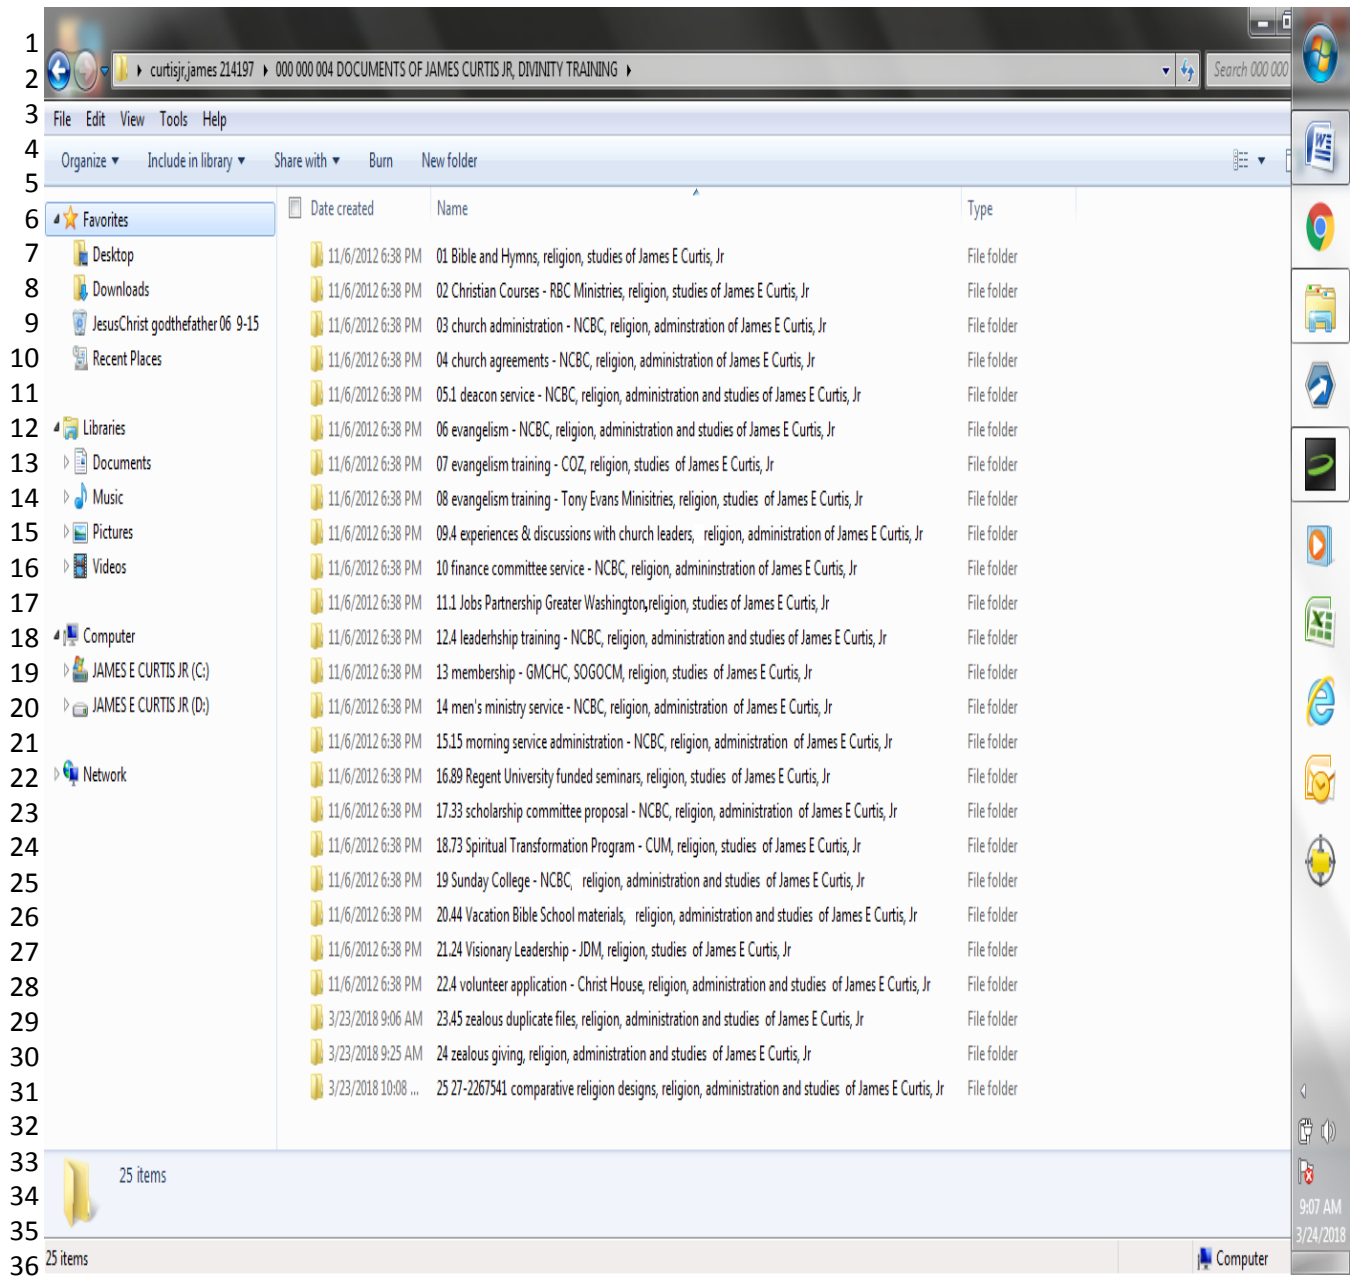 1
2 curtisjr,james 214197 000 000 004 DOCUMENTS OF JAMES CURTIS JR, DIVINITY TRAINING Search 000 000
3 File Edit View Tools Help
4 Organize Include in library Share with Burn New folder
5
6 Favorites Date created Name Type
7 Desktop 11/6/2012 6:38 PM 01 Bible and Hymns, religion, studies of James E Curtis, Jr File folder
8 Downloads 11/6/2012 6:38 PM 02 Christian Courses - RBC Ministries, religion, studies of James E Curtis, Jr File folder
9 JesusChrist godthefather 06 9-15 11/6/2012 6:38 PM 03 church administration - NCBC, religion, adminstration of James E Curtis, Jr File folder
10 Recent Places 11/6/2012 6:38 PM 04 church agreements - NCBC, religion, administration of James E Curtis, Jr File folder
11 11/6/2012 6:38 PM 05.1 deacon service - NCBC, religion, administration and studies of James E Curtis, Jr File folder
12 Libraries 11/6/2012 6:38 PM 06 evangelism - NCBC, religion, administration and studies of James E Curtis, Jr File folder
13 Documents 11/6/2012 6:38 PM 07 evangelism training - COZ, religion, studies of James E Curtis, Jr File folder
14 Music 11/6/2012 6:38 PM 08 evangelism training - Tony Evans Minisitries, religion, studies of James E Curtis, Jr File folder
15 Pictures 11/6/2012 6:38 PM 09.4 experiences & discussions with church leaders, religion, administration of James E Curtis, Jr File folder
16 Videos 11/6/2012 6:38 PM 10 finance committee service - NCBC, religion, admininstration of James E Curtis, Jr File folder
17 11/6/2012 6:38 PM 11.1 Jobs Partnership Greater Washington,religion, studies of James E Curtis, Jr File folder
18 Computer 11/6/2012 6:38 PM 12.4 leaderhship training - NCBC, religion, administration and studies of James E Curtis, Jr File folder
19 JAMES E CURTIS JR (C:) 11/6/2012 6:38 PM 13 membership - GMCHC, SOGOCM, religion, studies of James E Curtis, Jr File folder
20 JAMES E CURTIS JR (D:) 11/6/2012 6:38 PM 14 men's ministry service - NCBC, religion, administration of James E Curtis, Jr File folder
21 11/6/2012 6:38 PM 15.15 morning service administration - NCBC, religion, administration of James E Curtis, Jr File folder
22 Network 11/6/2012 6:38 PM 16.89 Regent University funded seminars, religion, studies of James E Curtis, Jr File folder
23 11/6/2012 6:38 PM 17.33 scholarship committee proposal - NCBC, religion, administration of James E Curtis, Jr File folder
24 11/6/2012 6:38 PM 18.73 Spiritual Transformation Program - CUM, religion, studies of James E Curtis, Jr File folder
25 11/6/2012 6:38 PM 19 Sunday College - NCBC, religion, administration and studies of James E Curtis, Jr File folder
26 11/6/2012 6:38 PM 20.44 Vacation Bible School materials, religion, administration and studies of James E Curtis, Jr File folder
27 11/6/2012 6:38 PM 21.24 Visionary Leadership - JDM, religion, studies of James E Curtis, Jr File folder
28 11/6/2012 6:38 PM 22.4 volunteer application - Christ House, religion, administration and studies of James E Curtis, Jr File folder
29 3/23/2018 9:06 AM 23.45 zealous duplicate files, religion, administration and studies of James E Curtis, Jr File folder
30 3/23/2018 9:25 AM 24 zealous giving, religion, administration and studies of James E Curtis, Jr File folder
31 3/23/2018 10:08 ... 25 27-2267541 comparative religion designs, religion, administration and studies of James E Curtis, Jr File folder
32
33 25 items
34
35 9:07 AM
3/24/2018
36 25 items Computer